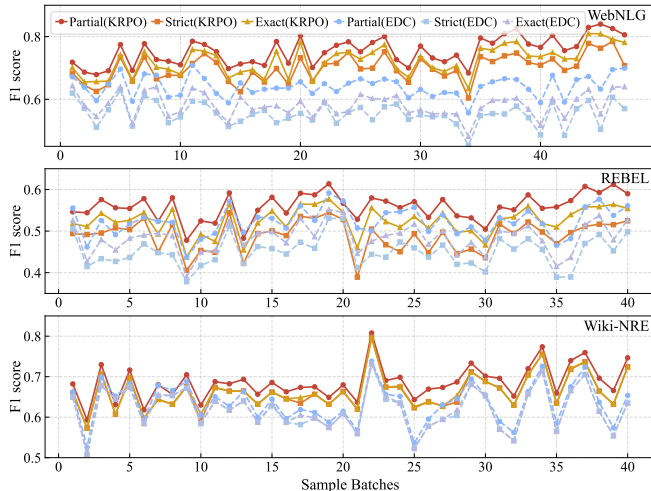 Partial(KRPO) Strict(KRPO) Exact(KRPO) Partial(EDC) Strict(EDC) Exact(EDC)
WebNLG
F1 score
0.8
0.6
0 10 20 30 40
REBEL
F1 score
0.6
0.5
0.4
0 5 10 15 20 25 30 35 40
Wiki-NRE
F1 score
0.8
0.7
0.6
0.5
0 5 10 15 20 25 30 35 40
Sample Batches